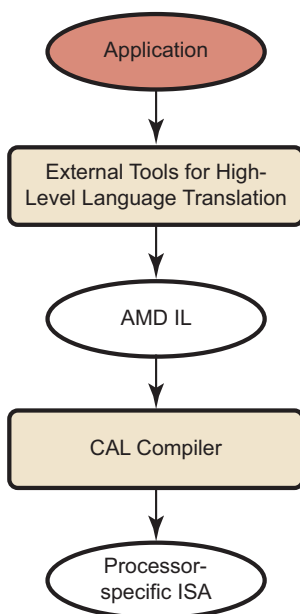 Application
External Tools for High-
Level Language Translation
AMD IL
CAL Compiler
Processor-
specific ISA